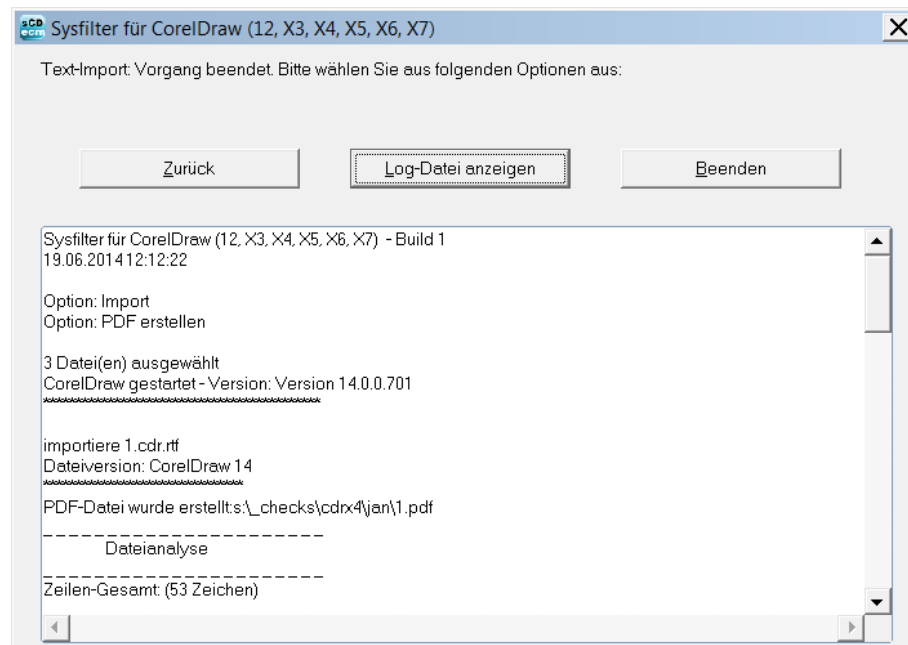 sCD
ecm
Sysfilter für CorelDraw (12, X3, X4, X5, X6, X7)
Text-Import: Vorgang beendet. Bitte wählen Sie aus folgenden Optionen aus:
Zurück
Log-Datei anzeigen
Beenden
Sysfilter für CorelDraw (12, X3, X4, X5, X6, X7) - Build 1
19.06.2014 12:12:22
Option: Import
Option: PDF erstellen
3 Datei(en) ausgewählt
CorelDraw gestartet - Version: Version 14.0.0.701
importiere 1.cdr.rtf
Dateiversion: CorelDraw 14
PDF-Datei wurde erstellt:s:\_checks\cdrx4\jan\1.pdf
Dateianalyse
Zeilen-Gesamt: (53 Zeichen)